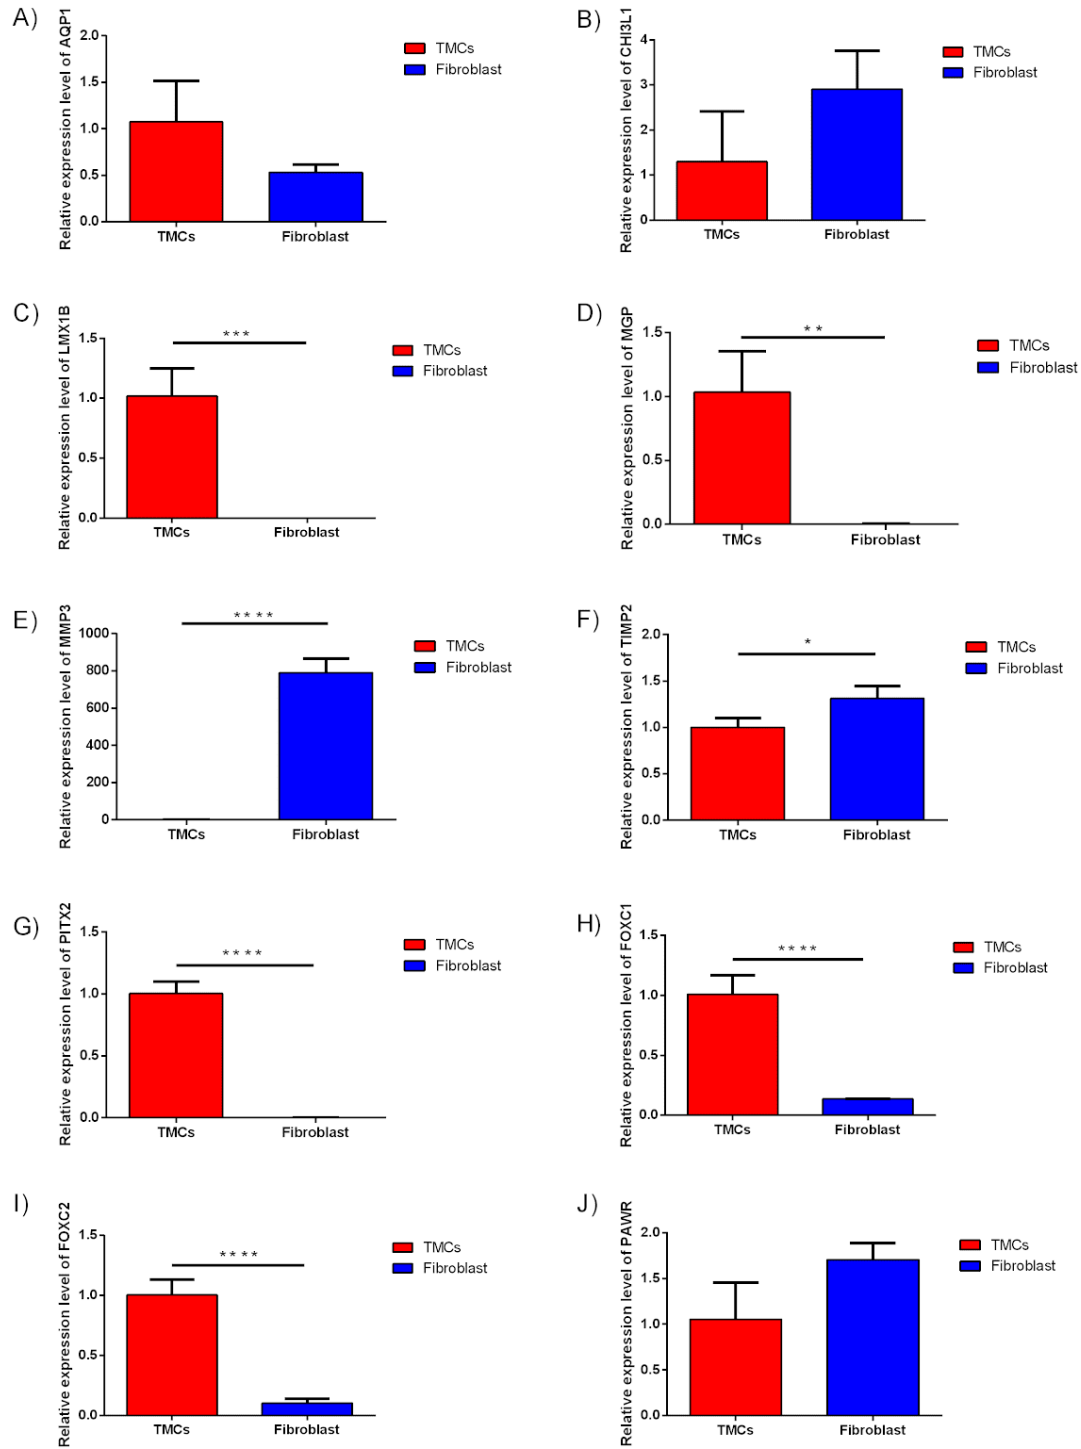 A)
Relative expression level of AQP1
2.0
1.5
1.0
0.5
0.0
TMCs
Fibroblast
TMCs
Fibroblast
B)
Relative expression level of CHI3L1
4
3
2
1
0
TMCs
Fibroblast
TMCs
Fibroblast
C)
Relative expression level of LMX1B
1.5
1.0
0.5
0.0
***
TMCs
Fibroblast
TMCs
Fibroblast
D)
Relative expression level of MGP
1.5
1.0
0.5
0.0
**
TMCs
Fibroblast
TMCs
Fibroblast
E)
Relative expression level of MMP3
1000
800
600
400
200
0
****
TMCs
Fibroblast
TMCs
Fibroblast
F)
Relative expression level of TIMP2
2.0
1.5
1.0
0.5
0.0
*
TMCs
Fibroblast
TMCs
Fibroblast
G)
Relative expression level of PITX2
1.5
1.0
0.5
0.0
****
TMCs
Fibroblast
TMCs
Fibroblast
H)
Relative expression level of FOXC1
1.5
1.0
0.5
0.0
****
TMCs
Fibroblast
TMCs
Fibroblast
I)
Relative expression level of FOXC2
1.5
1.0
0.5
0.0
****
TMCs
Fibroblast
TMCs
Fibroblast
J)
Relative expression level of PAWR
2.0
1.5
1.0
0.5
0.0
TMCs
Fibroblast
TMCs
Fibroblast